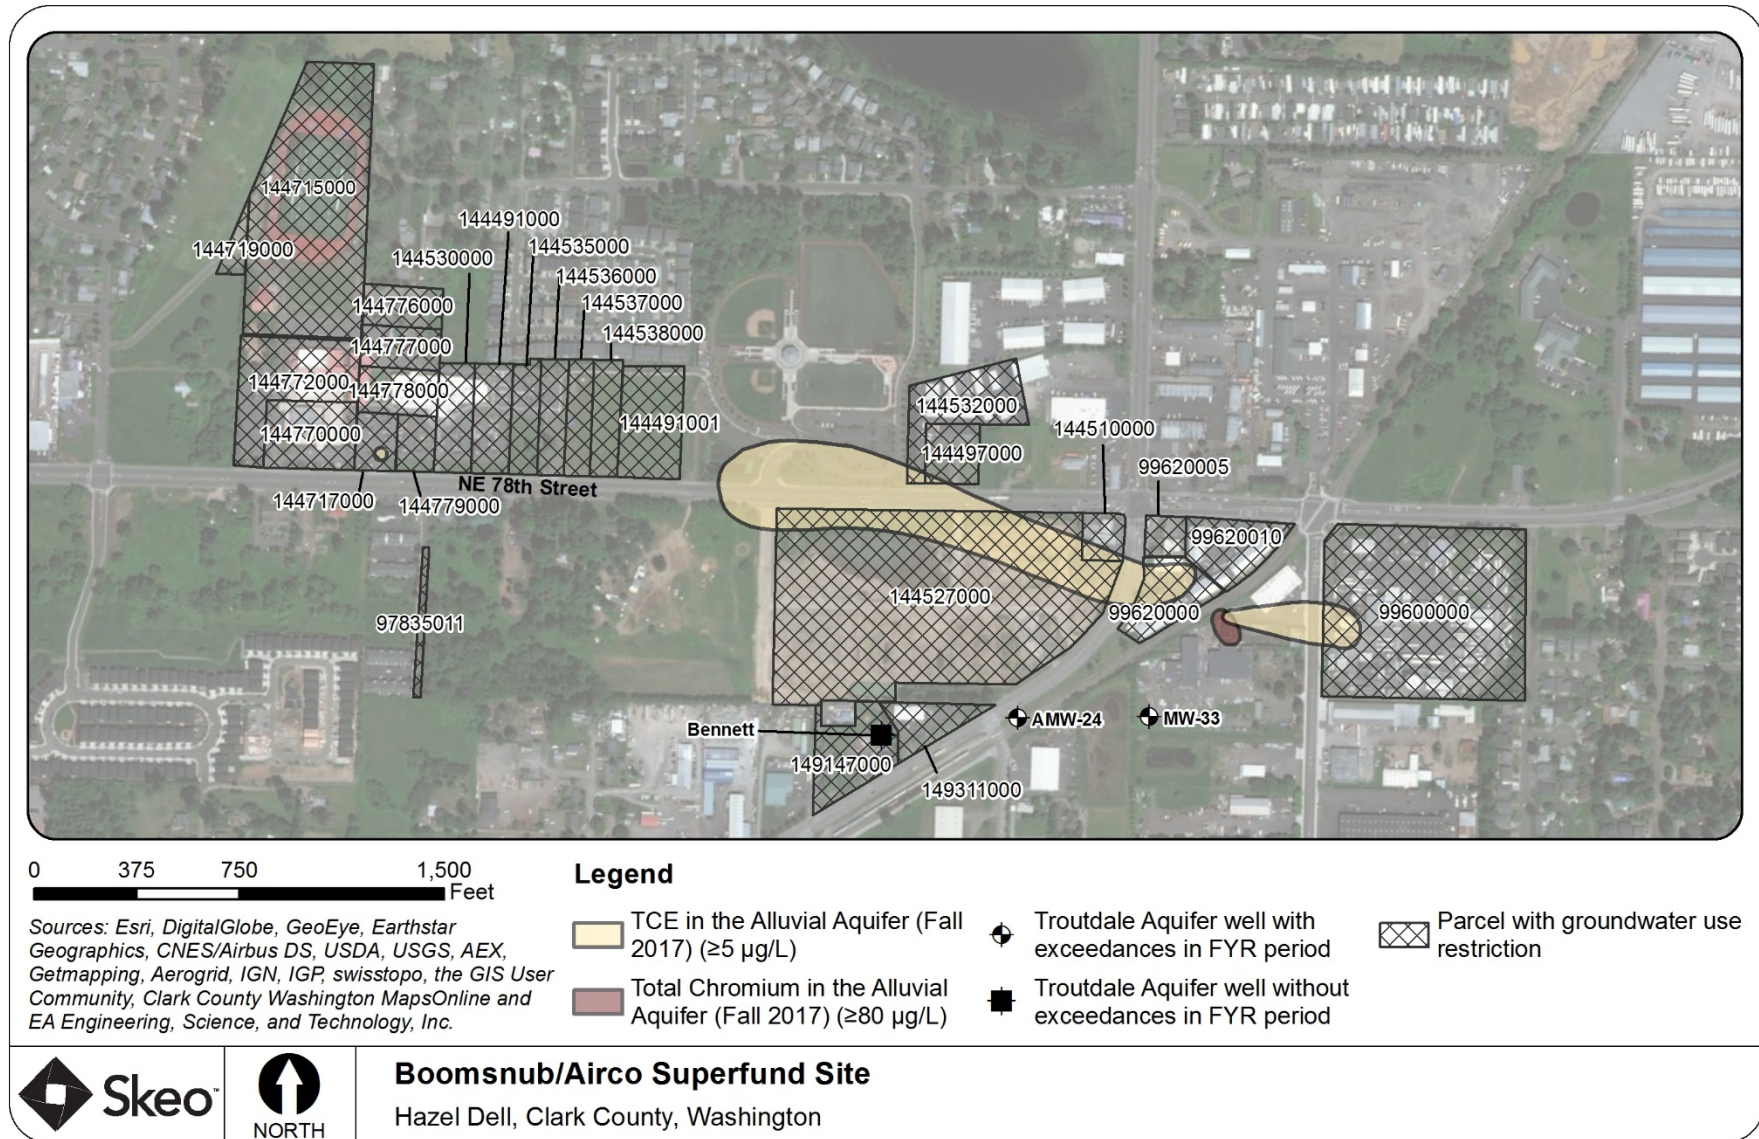 144715000
144491000
144719000
144530000
144535000
144536000
144776000
144537000
144538000
144777000
144772000
144778000
144532000
144491001
144510000
144770000
144497000
99620005
NE 78th Street
144717000
144779000
99620010
144527000
99620000
99600000
97835011
AMW-24
MW-33
Bennett
149147000
149311000
0 375 750 1,500
Feet
Sources: Esri, DigitalGlobe, GeoEye, Earthstar
Geographics, CNES/Airbus DS, USDA, USGS, AEX,
Getmapping, Aerogrid, IGN, IGP, swisstopo, the GIS User
Community, Clark County Washington MapsOnline and
EA Engineering, Science, and Technology, Inc.
Legend
TCE in the Alluvial Aquifer (Fall
2017) (≥5 µg/L)
Total Chromium in the Alluvial
Aquifer (Fall 2017) (≥80 µg/L)
Troutdale Aquifer well with
exceedances in FYR period
Troutdale Aquifer well without
exceedances in FYR period
Parcel with groundwater use
restriction
Skeo™
NORTH
Boomsnub/Airco Superfund Site
Hazel Dell, Clark County, Washington